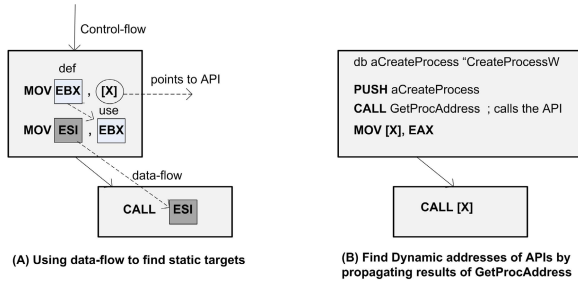 Control-flow
def
MOV EBX , [X]
points to API
use
MOV ESI , EBX
data-flow
CALL ESI
(A) Using data-flow to find static targets
db aCreateProcess “CreateProcessW
PUSH aCreateProcess
CALL GetProcAddress ; calls the API
MOV [X], EAX
CALL [X]
(B) Find Dynamic addresses of APIs by
propagating results of GetProcAddress